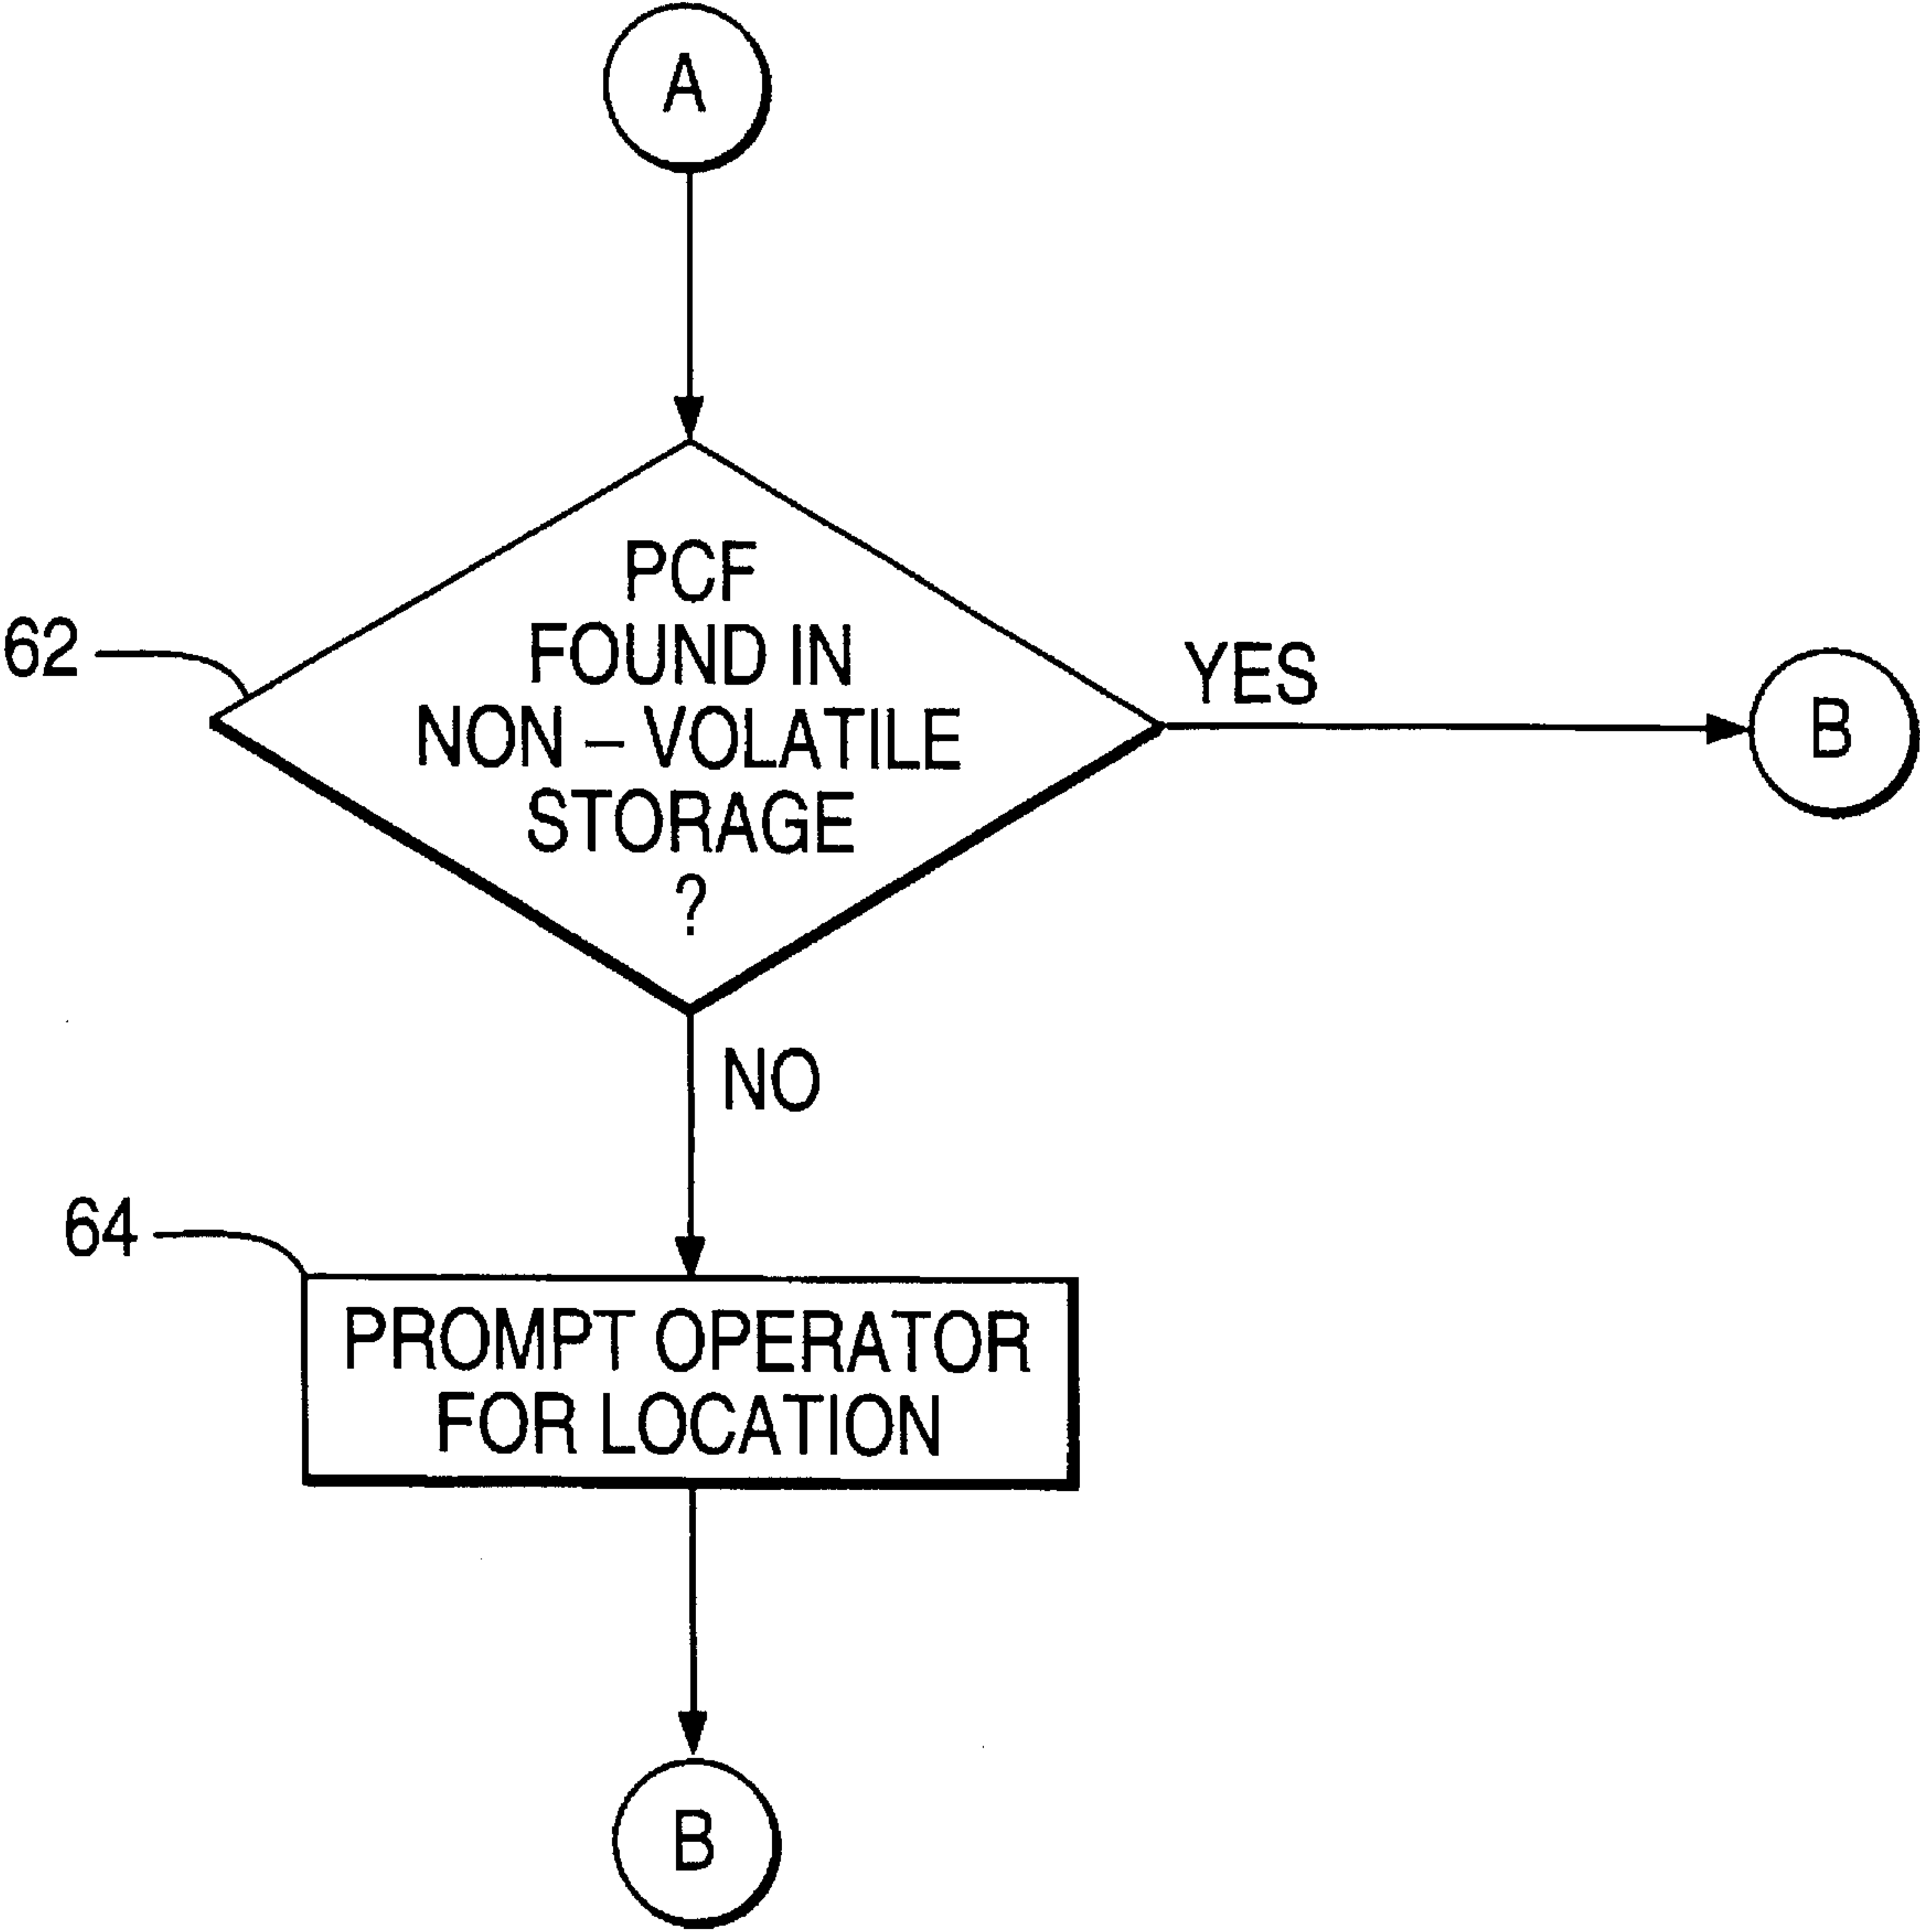 A
PCF
FOUND IN
NON – VOLATILE
STORAGE
?
62
YES
B
NO
64
PROMPT OPERATOR
FOR LOCATION
B